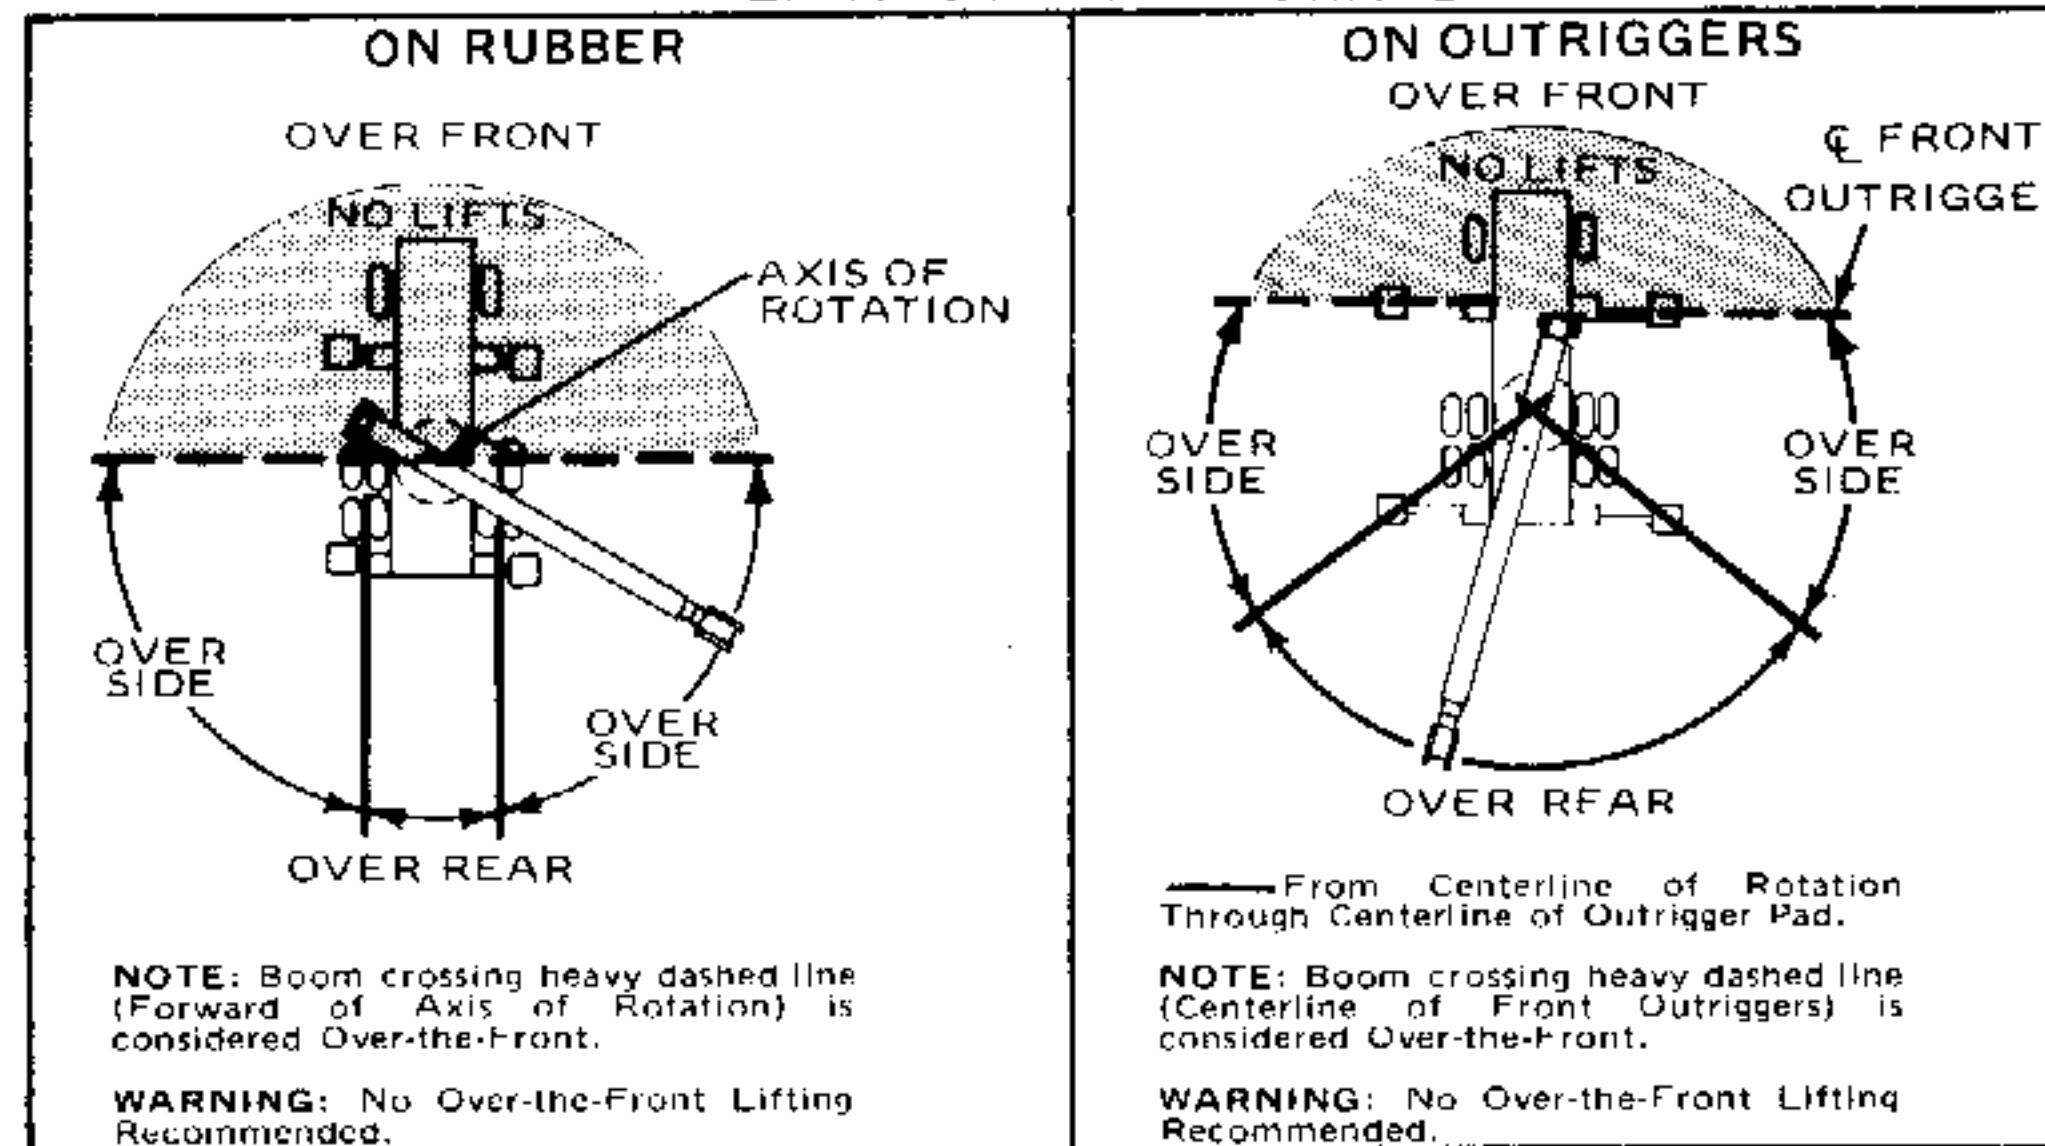 ON RUBBER
OVER FRONT
NO LIFTS
AXIS OF
ROTATION
OVER
SIDE
OVER
SIDE
OVER REAR
NOTE: Boom crossing heavy dashed line
(Forward of Axis of Rotation) is
considered Over-the-Front.
WARNING: No Over-the-Front Lifting
Recommended.
ON OUTRIGGERS
OVER FRONT
NO LIFTS
℄ FRONT
OUTRIGGE
OVER
SIDE
OVER
SIDE
OVER REAR
From Centerline of Rotation
Through Centerline of Outrigger Pad.
NOTE: Boom crossing heavy dashed line
(Centerline of Front Outriggers) is
considered Over-the-Front.
WARNING: No Over-the-Front Lifting
Recommended.